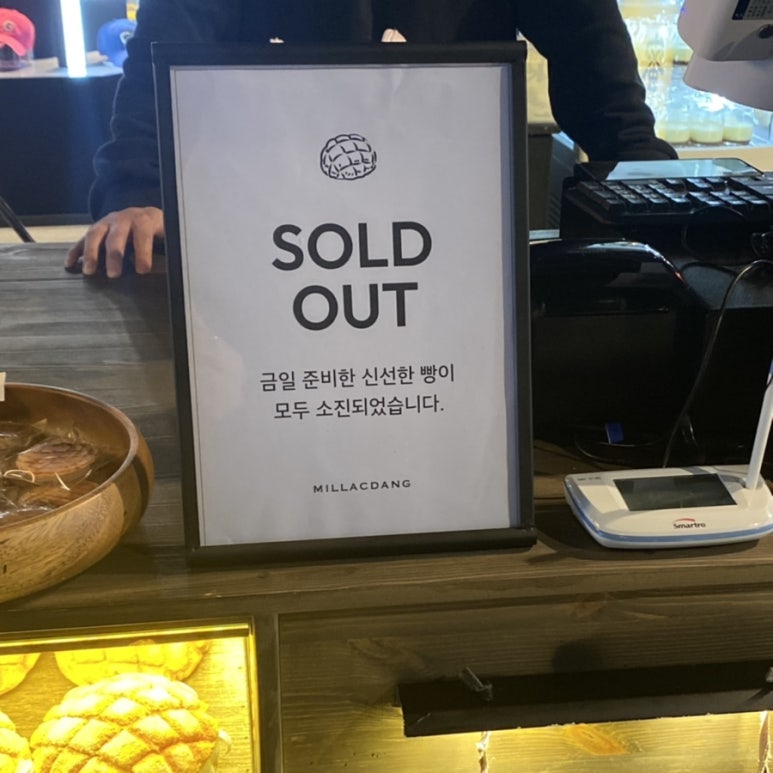 SOLD
OUT
금일 준비한 신선한 빵이
모두 소진되었습니다.
MILLACDANG
Smartro